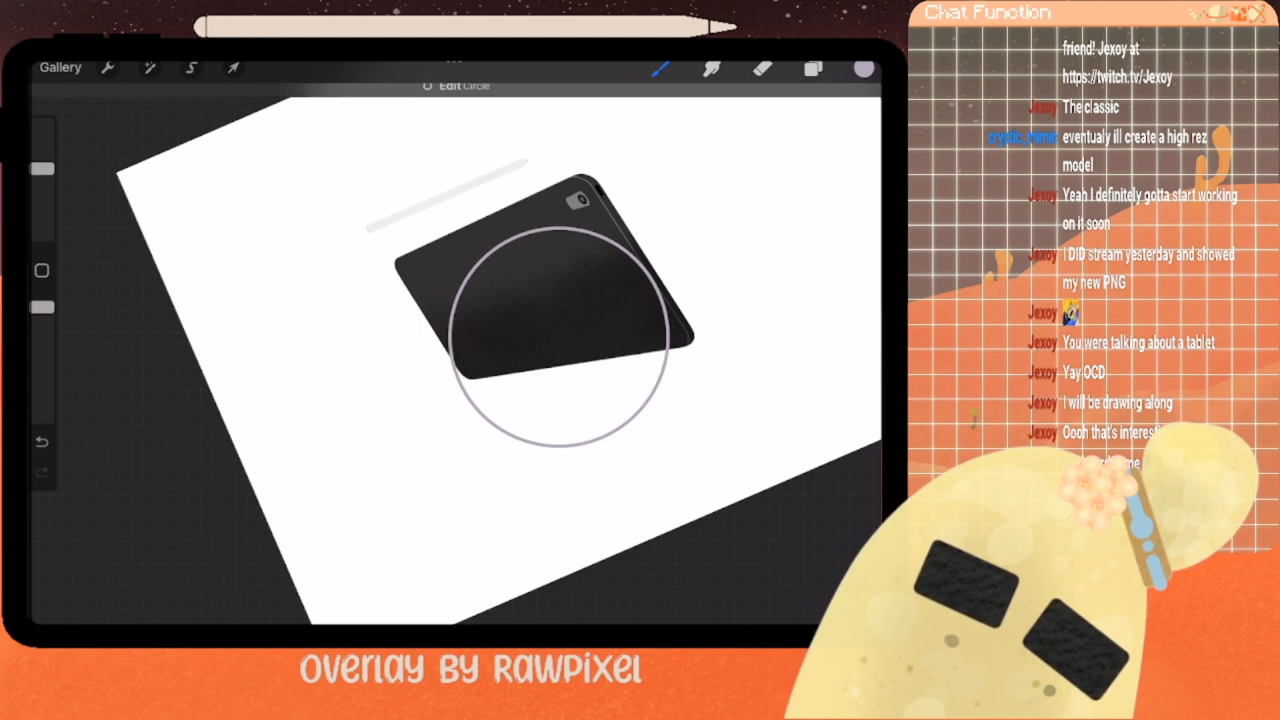 Chat Function
Gallery
Edit Circle
friend! Jexoy at
https://twitch.tv/Jexoy
Jexoy The classic
cryptic_mimic eventualy ill create a high rez
model
Jexoy Yeah I definitely gotta start working
on it soon
Jexoy I DID stream yesterday and showed
my new PNG
Jexoy
Jexoy You were talking about a tablet
Jexoy Yay OCD
Jexoy I will be drawing along
Jexoy Oooh that's
Overlay by Rawpixel